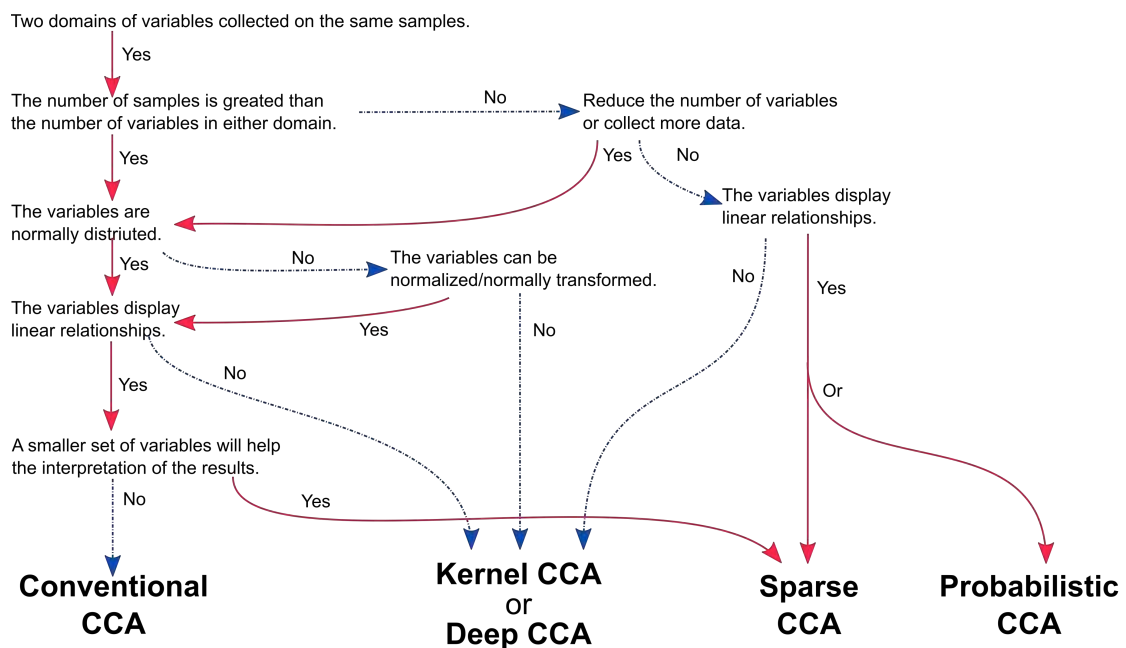 Two domains of variables collected on the same samples.
Yes
The number of samples is greated than
the number of variables in either domain.
No
Reduce the number of variables
or collect more data.
Yes
Yes
No
The variables display
linear relationships.
The variables are
normally distriuted.
Yes
No
The variables can be
normalized/normally transformed.
No
Yes
The variables display
linear relationships.
Yes
No
No
Yes
Or
A smaller set of variables will help
the interpretation of the results.
No
Yes
Conventional
CCA
Kernel CCA
or
Deep CCA
Sparse
CCA
Probabilistic
CCA